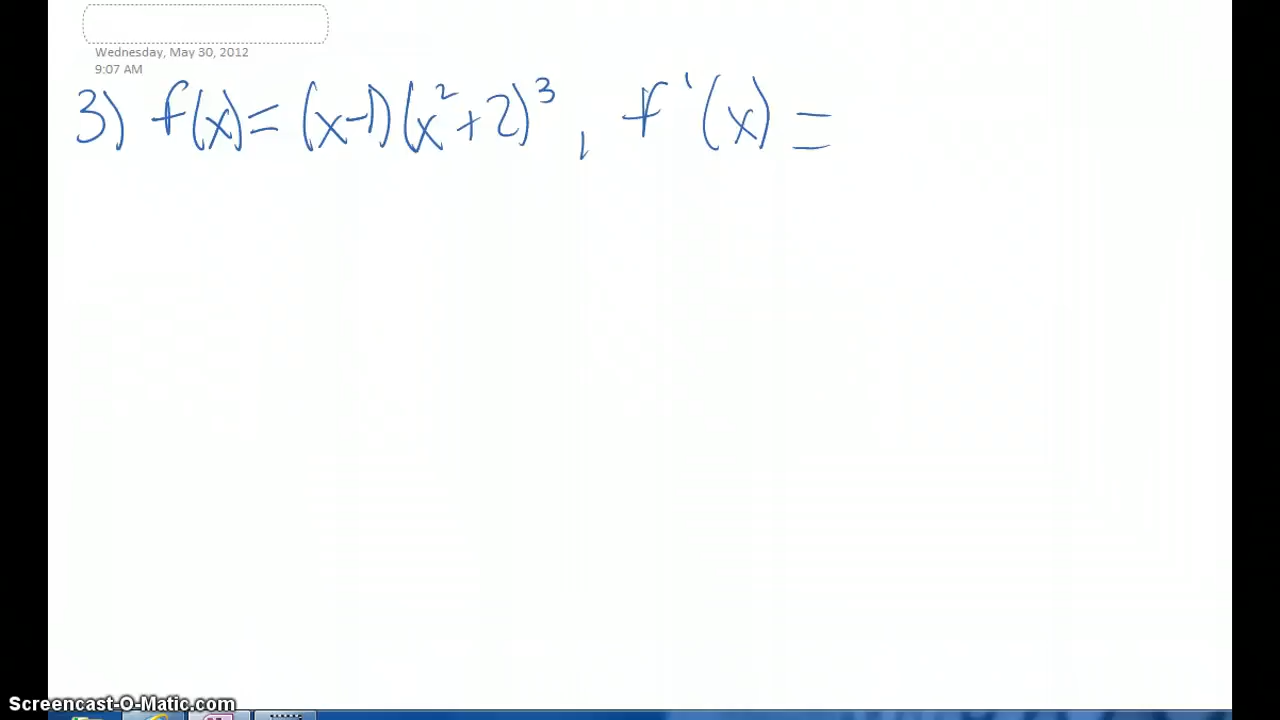 Wednesday, May 30, 2012
9:07 AM
3) f(x) = (x-1)(x²+2)³ , f'(x) =
Screencast-O-Matic.com